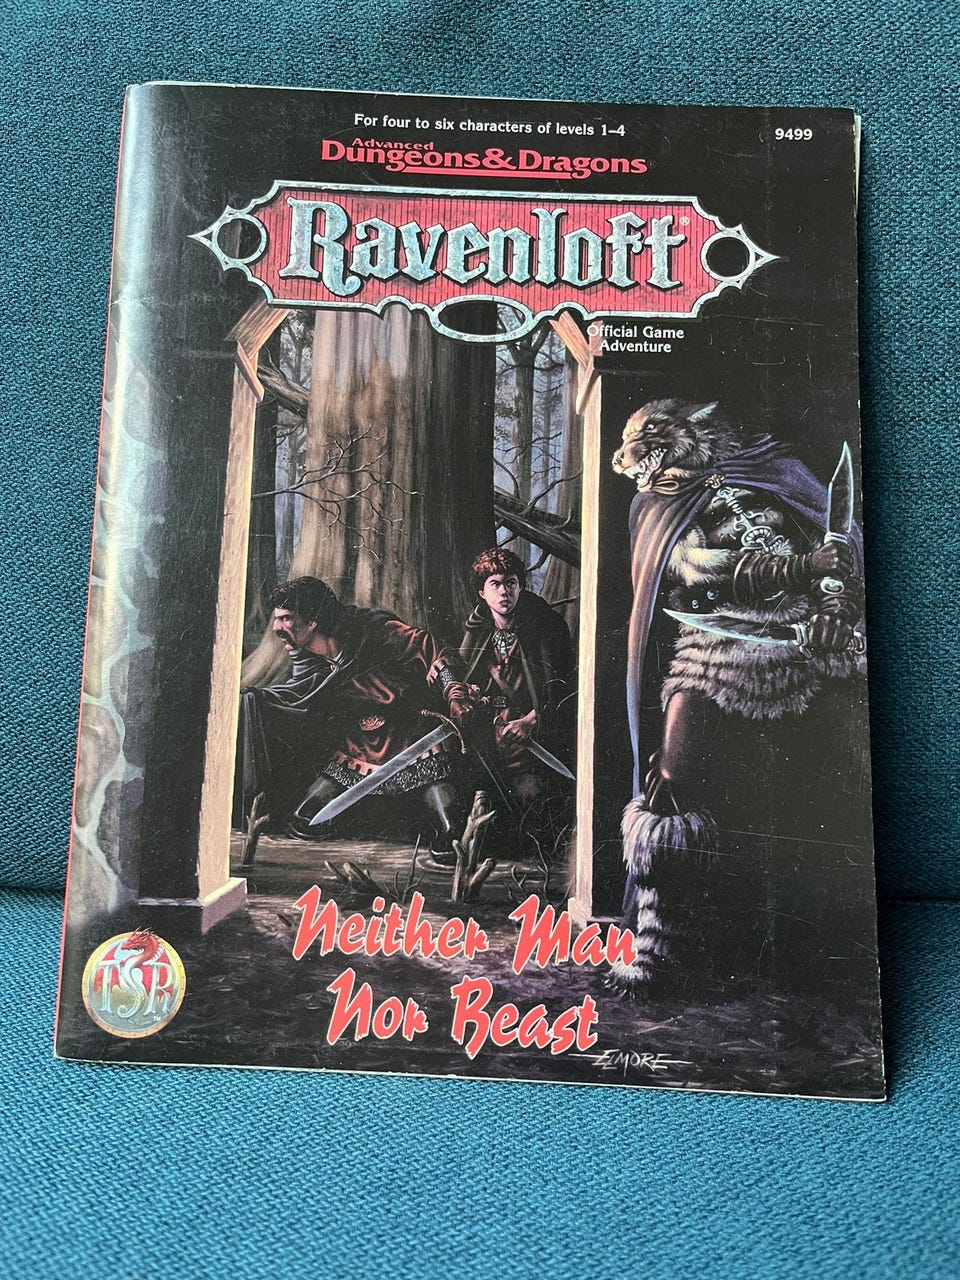 For four to six characters of levels 1–4
9499
Advanced
Dungeons&Dragons®
Ravenloft®
Official Game
Adventure
Neither Man
Nor Beast
TSR™
ELMORE